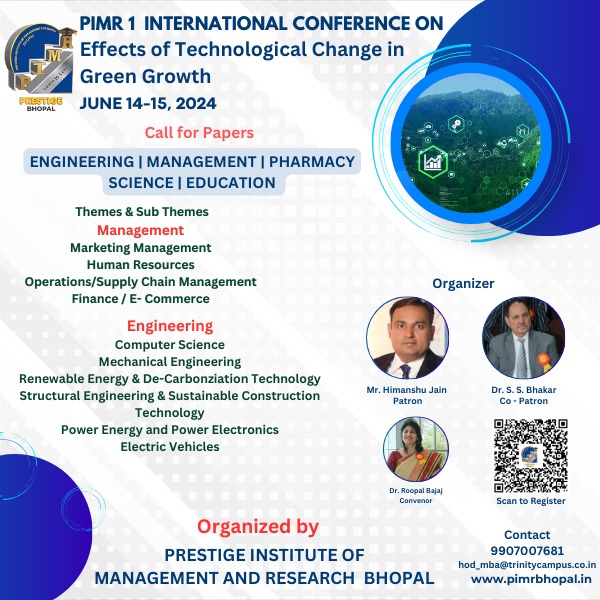 PIMR 1 INTERNATIONAL CONFERENCE ON
Effects of Technological Change in
Green Growth
JUNE 14-15, 2024
PRESTIGE
BHOPAL
Call for Papers
ENGINEERING | MANAGEMENT | PHARMACY
SCIENCE | EDUCATION
Themes & Sub Themes
Management
Marketing Management
Human Resources
Operations/Supply Chain Management
Finance / E- Commerce
Engineering
Computer Science
Mechanical Engineering
Renewable Energy & De-Carbonziation Technology
Structural Engineering & Sustainable Construction
Technology
Power Energy and Power Electronics
Electric Vehicles
Organizer
Mr. Himanshu Jain
Patron
Dr. S. S. Bhakar
Co - Patron
Dr. Roopal Bajaj
Convenor
Scan to Register
Organized by
PRESTIGE INSTITUTE OF
MANAGEMENT AND RESEARCH BHOPAL
Contact
9907007681
hod_mba@trinitycampus.co.in
www.pimrbhopal.in